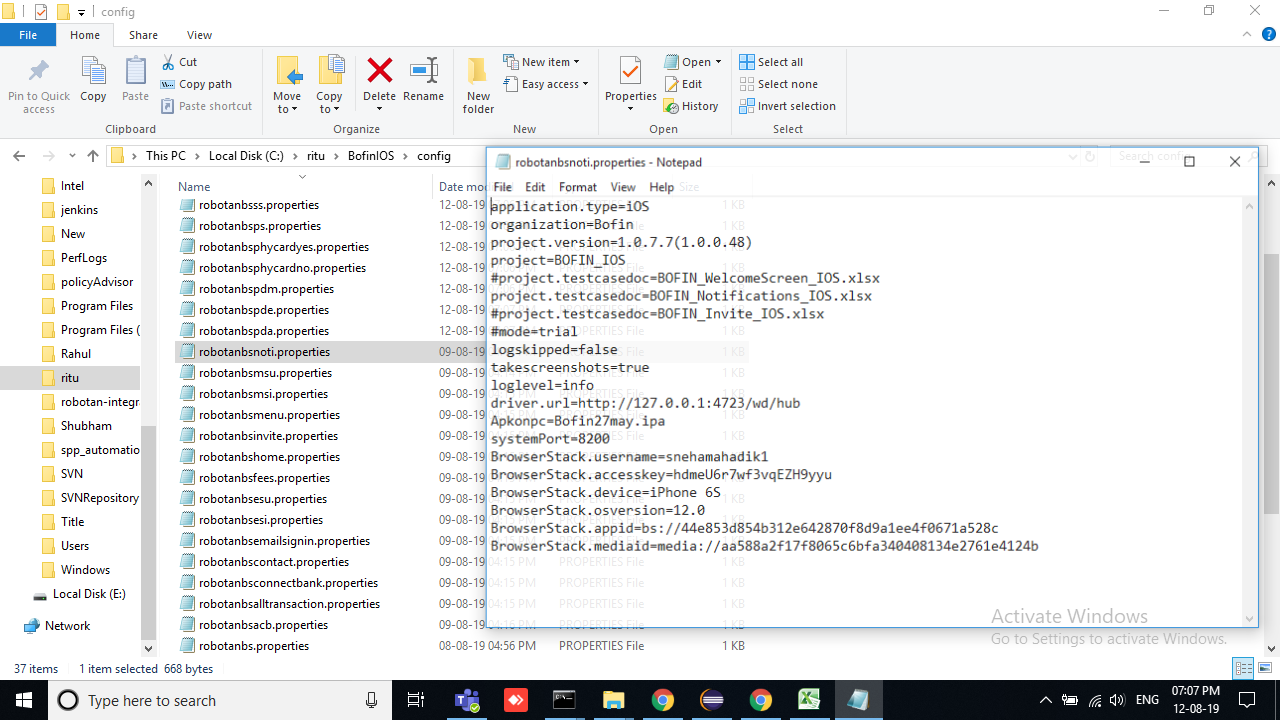 config
File
Home
Share
View
Pin to Quick access
Copy
Paste
Cut
Copy path
Paste shortcut
Clipboard
Move to
Copy to
Delete
Rename
Organize
New folder
New item
Easy access
New
Properties
Open
Edit
History
Open
Select all
Select none
Invert selection
Select
This PC
Local Disk (C:)
ritu
BofinIOS
config
Search config
Intel
jenkins
New
PerfLogs
policyAdvisor
Program Files
Program Files (
Rahul
ritu
robotan-integr
Shubham
spp_automatio
SVN
SVNRepository
Title
Users
Windows
Local Disk (E:)
Network
Name
Date mo
Size
robotanbsss.properties 12-08-19
robotanbsps.properties 12-08-19
robotanbsphycardyes.properties 12-08-19
robotanbsphycardno.properties 12-08-19
robotanbspdm.properties 12-08-19
robotanbspde.properties 12-08-19
robotanbspda.properties 12-08-19
robotanbsnoti.properties 09-08-19
robotanbsmsu.properties 09-08-19
robotanbsmsi.properties 09-08-19
robotanbsmenu.properties 09-08-19
robotanbsinvite.properties 09-08-19
robotanbshome.properties 09-08-19
robotanbsfees.properties 09-08-19
robotanbsesu.properties 09-08-19
robotanbsesi.properties 09-08-19
robotanbsemailsignin.properties 09-08-19
robotanbscontact.properties 09-08-19 04:15 PM PROPERTIES File 1 KB
robotanbsconnectbank.properties 09-08-19 04:15 PM PROPERTIES File 1 KB
robotanbsalltransaction.properties 09-08-19 04:15 PM PROPERTIES File 1 KB
robotanbsacb.properties 09-08-19 04:16 PM PROPERTIES File 1 KB
robotanbs.properties 08-08-19 04:56 PM PROPERTIES File 1 KB
robotanbsnoti.properties - Notepad
File Edit Format View Help
application.type=iOS
organization=Bofin
project.version=1.0.7.7(1.0.0.48)
project=BOFIN_IOS
#project.testcasedoc=BOFIN_WelcomeScreen_IOS.xlsx
project.testcasedoc=BOFIN_Notifications_IOS.xlsx
#project.testcasedoc=BOFIN_Invite_IOS.xlsx
#mode=trial
logskipped=false
takescreenshots=true
loglevel=info
driver.url=http://127.0.0.1:4723/wd/hub
Apkonpc=Bofin27may.ipa
systemPort=8200
BrowserStack.username=snehamahadik1
BrowserStack.accesskey=hdmeU6r7wf3vqEZH9yyu
BrowserStack.device=iPhone 6S
BrowserStack.osversion=12.0
BrowserStack.appid=bs://44e853d854b312e642870f8d9a1ee4f0671a528c
BrowserStack.mediaid=media://aa588a2f17f8065c6bfa340408134e2761e4124b
Activate Windows
Go to Settings to activate Windows.
37 items 1 item selected 668 bytes
Type here to search
ENG
07:07 PM
12-08-19